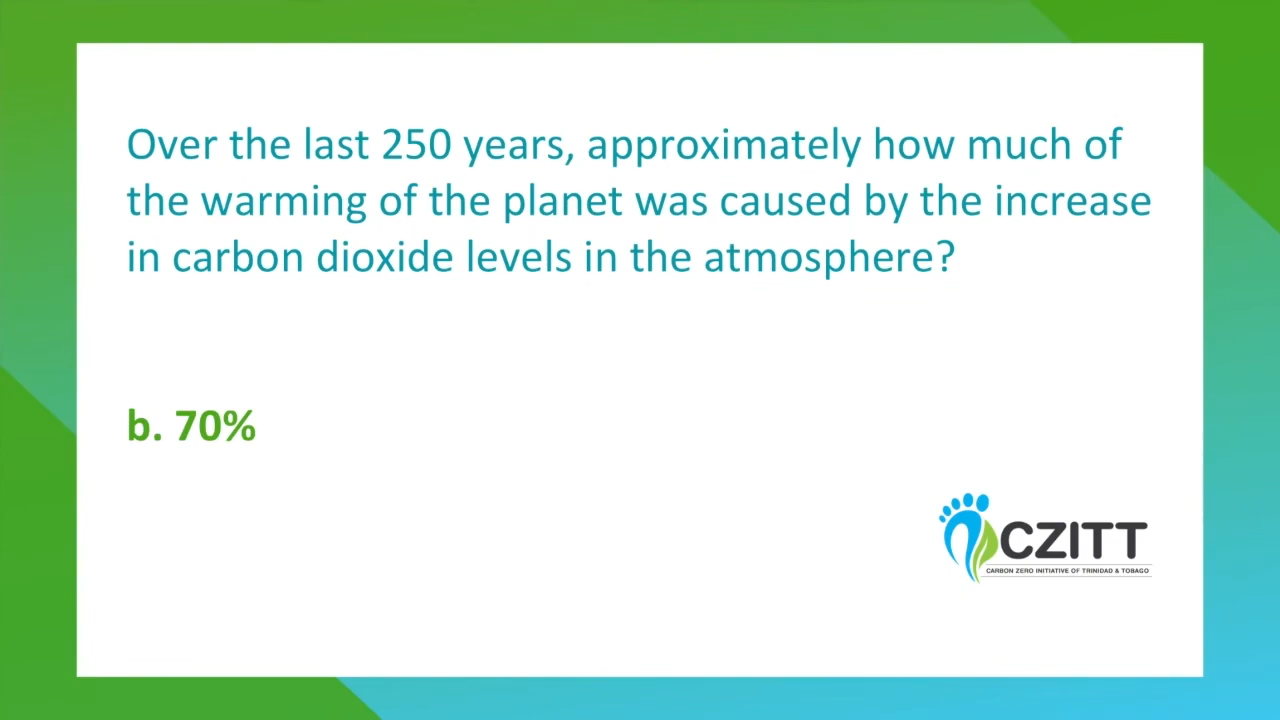 Over the last 250 years, approximately how much of
the warming of the planet was caused by the increase
in carbon dioxide levels in the atmosphere?
b. 70%
CZITT
CARBON ZERO INITIATIVE OF TRINIDAD & TOBAGO